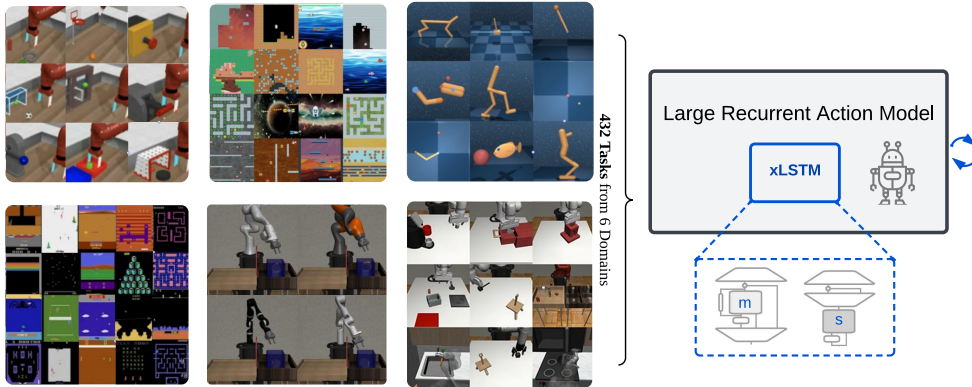 432 Tasks from 6 Domains
Large Recurrent Action Model
xLSTM
m
s